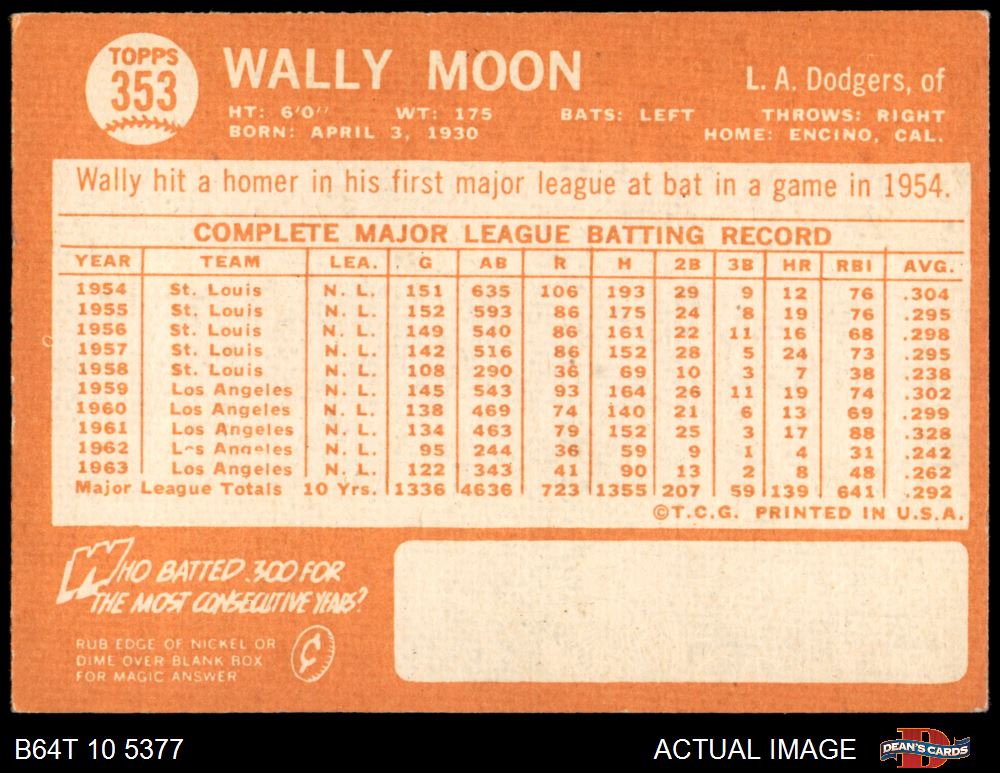 TOPPS
353
WALLY MOON
L. A. Dodgers, of
HT: 6'0" WT: 175 BATS: LEFT THROWS: RIGHT
BORN: APRIL 3, 1930 HOME: ENCINO, CAL.
Wally hit a homer in his first major league at bat in a game in 1954.
COMPLETE MAJOR LEAGUE BATTING RECORD
YEAR TEAM LEA. G AB R H 2B 3B HR RBI AVG.
1954 St. Louis N. L. 151 635 106 193 29 9 12 76 .304
1955 St. Louis N. L. 152 593 86 175 24 8 19 76 .295
1956 St. Louis N. L. 149 540 86 161 22 11 16 68 .298
1957 St. Louis N. L. 142 516 86 152 28 5 24 73 .295
1958 St. Louis N. L. 108 290 36 69 10 3 7 38 .238
1959 Los Angeles N. L. 145 543 93 164 26 11 19 74 .302
1960 Los Angeles N. L. 138 469 74 140 21 6 13 69 .299
1961 Los Angeles N. L. 134 463 79 152 25 3 17 88 .328
1962 Los Angeles N. L. 95 244 36 59 9 1 4 31 .242
1963 Los Angeles N. L. 122 343 41 90 13 2 8 48 .262
Major League Totals 10 Yrs. 1336 4636 723 1355 207 59 139 641 .292
©T.C.G. PRINTED IN U.S.A.
WHO BATTED .300 FOR
THE MOST CONSECUTIVE YEARS?
RUB EDGE OF NICKEL OR
DIME OVER BLANK BOX
FOR MAGIC ANSWER
¢
B64T 10 5377 ACTUAL IMAGE DEAN'S CARDS